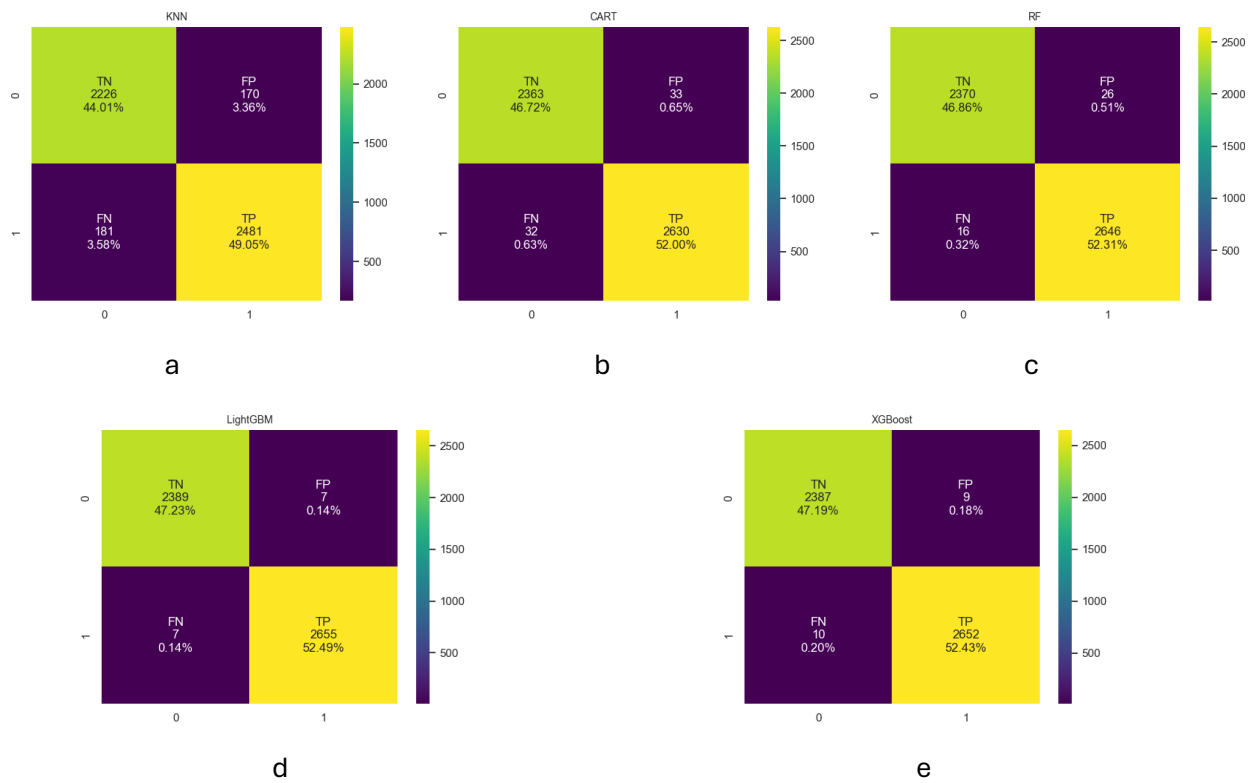 KNN
TN
2226
44.01%
FP
170
3.36%
FN
181
3.58%
TP
2481
49.05%
0
1
0
1
2000
1500
1000
500
a
CART
TN
2363
46.72%
FP
33
0.65%
FN
32
0.63%
TP
2630
52.00%
0
1
0
1
2500
2000
1500
1000
500
b
RF
TN
2370
46.86%
FP
26
0.51%
FN
16
0.32%
TP
2646
52.31%
0
1
0
1
2500
2000
1500
1000
500
c
LightGBM
TN
2389
47.23%
FP
7
0.14%
FN
7
0.14%
TP
2655
52.49%
0
1
0
1
2500
2000
1500
1000
500
d
XGBoost
TN
2387
47.19%
FP
9
0.18%
FN
10
0.20%
TP
2652
52.43%
0
1
0
1
2500
2000
1500
1000
500
e